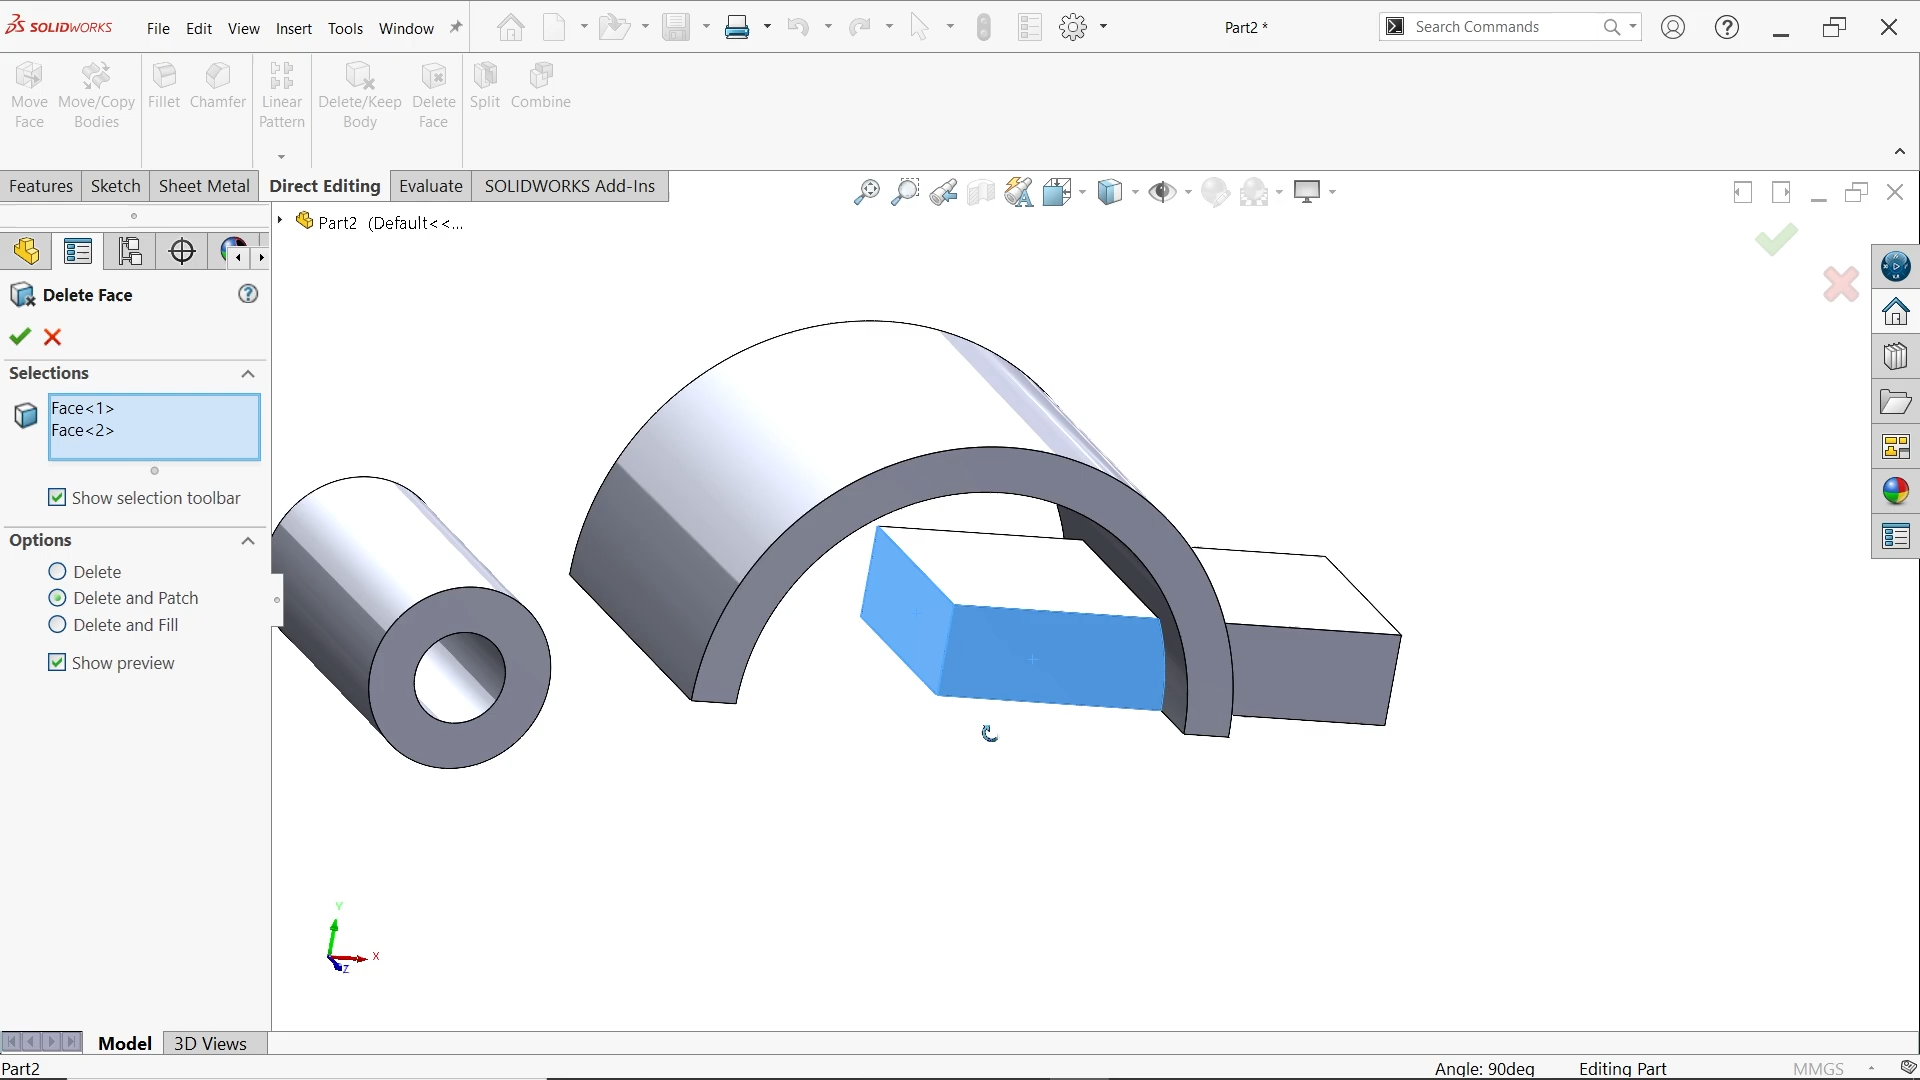 SOLIDWORKS
File Edit View Insert Tools Window
Part2 *
Search Commands
Move Face
Move/Copy Bodies
Fillet
Chamfer
Linear Pattern
Delete/Keep Body
Delete Face
Split
Combine
Features Sketch Sheet Metal Direct Editing Evaluate SOLIDWORKS Add-Ins
Part2 (Default<<...
Delete Face
Selections
Face<1>
Face<2>
Show selection toolbar
Options
Delete
Delete and Patch
Delete and Fill
Show preview
Y
X
Z
Model 3D Views
Part2
Angle: 90deg
Editing Part
MMGS